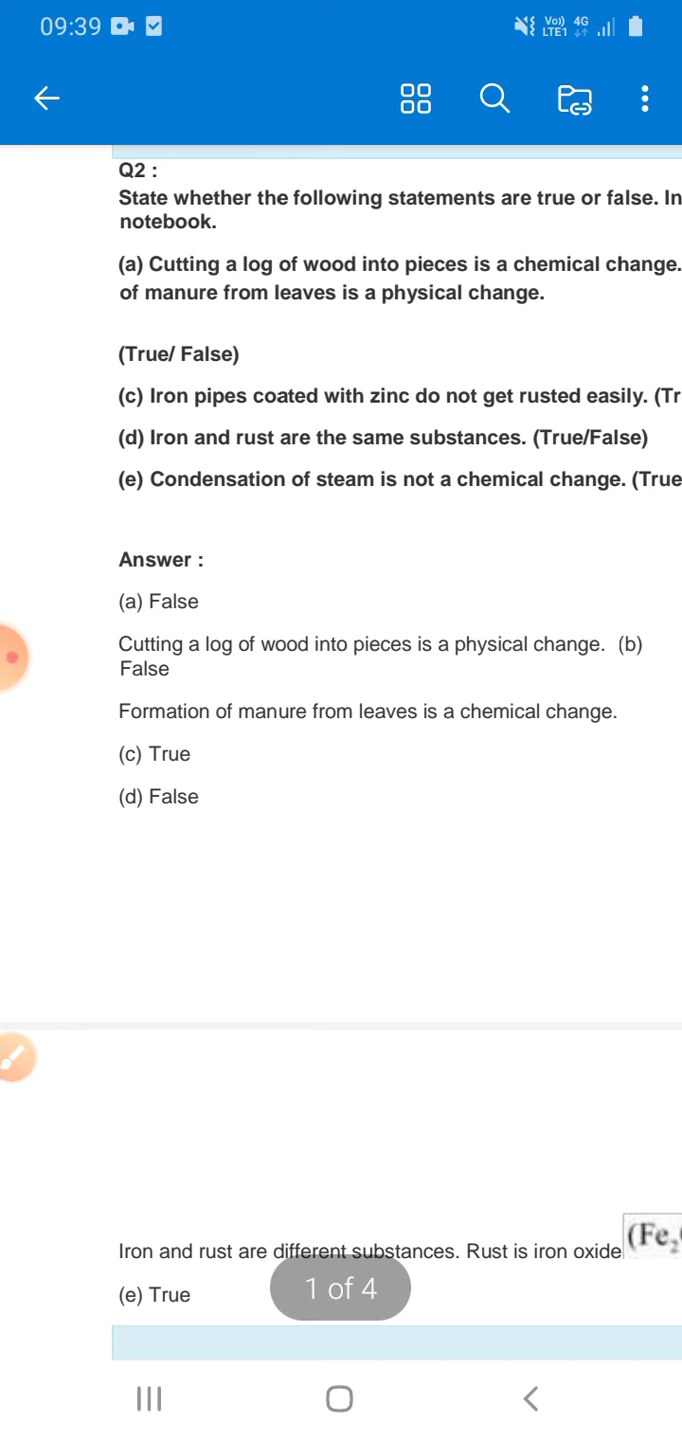 09:39
Vo)) 4G
LTE1
Q2 :
State whether the following statements are true or false. In
notebook.
(a) Cutting a log of wood into pieces is a chemical change.
of manure from leaves is a physical change.
(True/ False)
(c) Iron pipes coated with zinc do not get rusted easily. (Tr
(d) Iron and rust are the same substances. (True/False)
(e) Condensation of steam is not a chemical change. (True
Answer :
(a) False
Cutting a log of wood into pieces is a physical change. (b)
False
Formation of manure from leaves is a chemical change.
(c) True
(d) False
(Fe₂
Iron and rust are different substances. Rust is iron oxide
(e) True
1 of 4